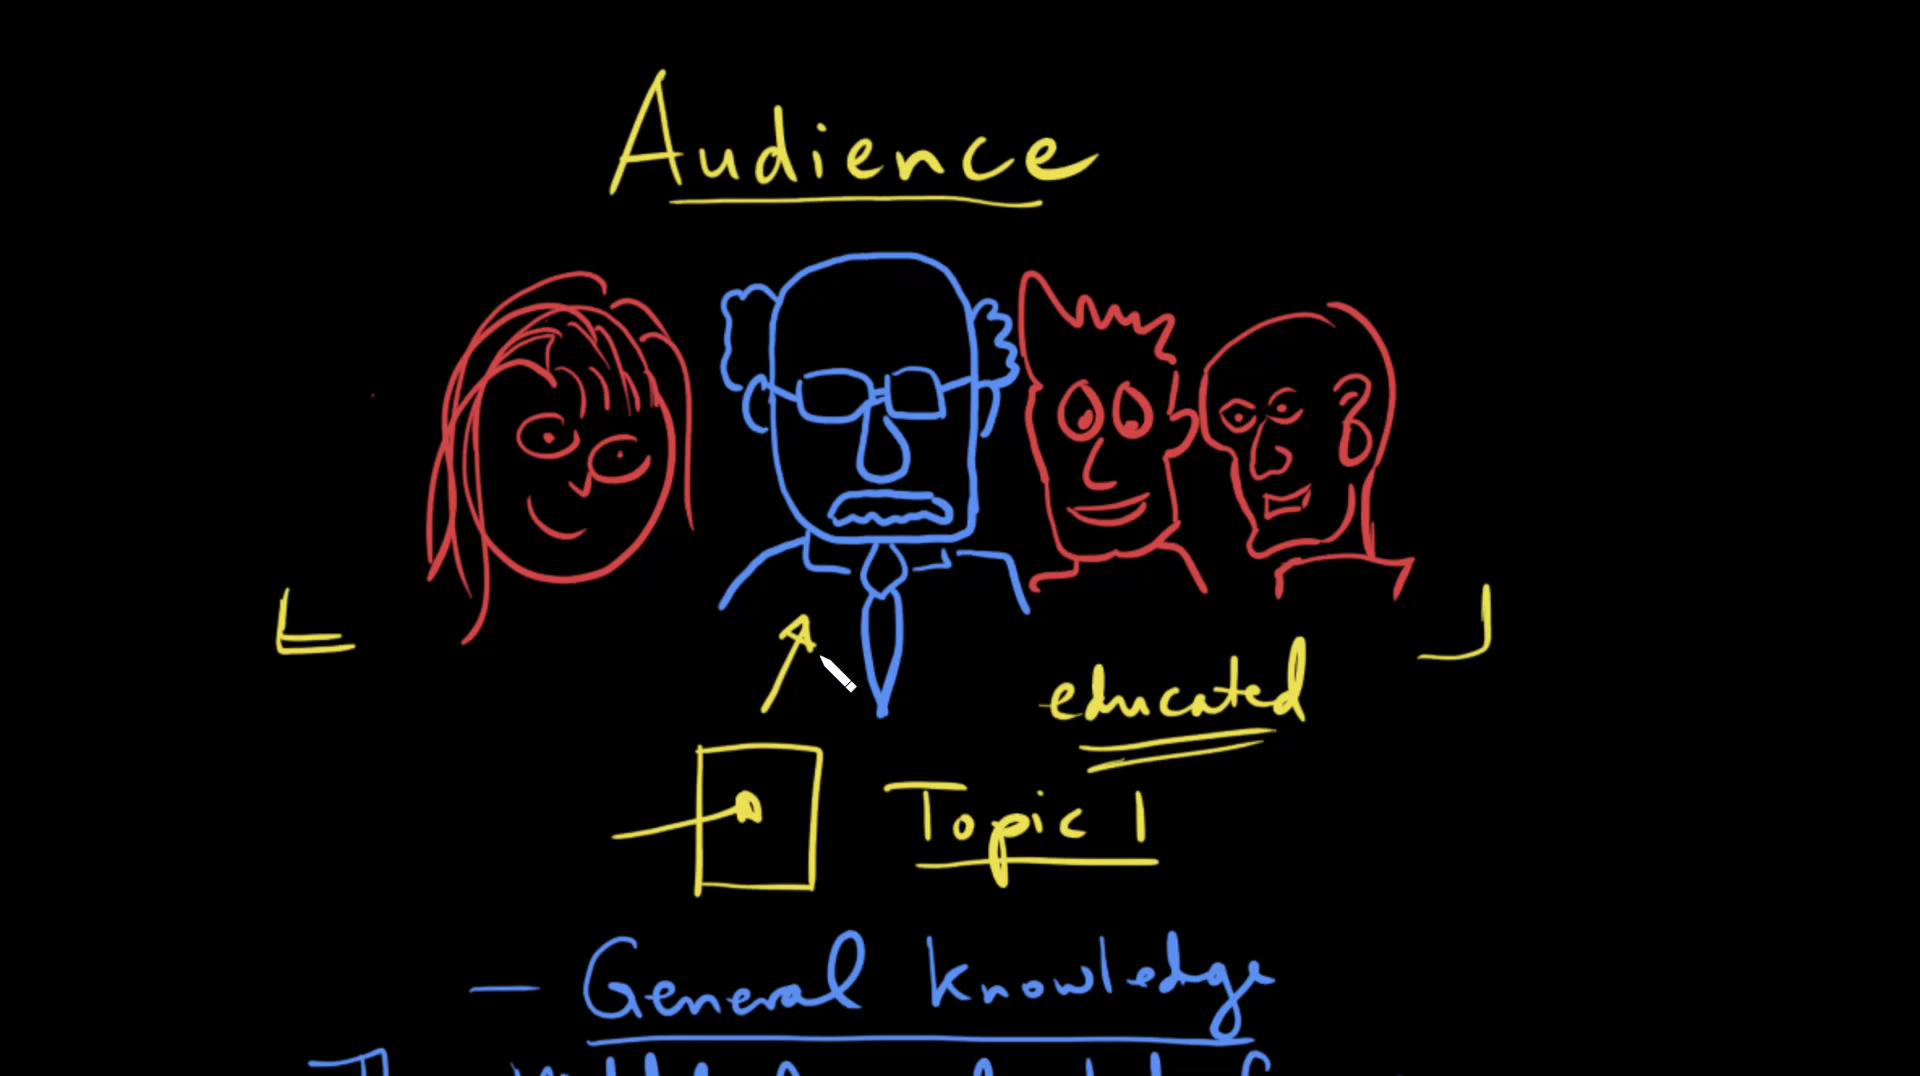 Audience
educated
Topic 1
- General knowledge